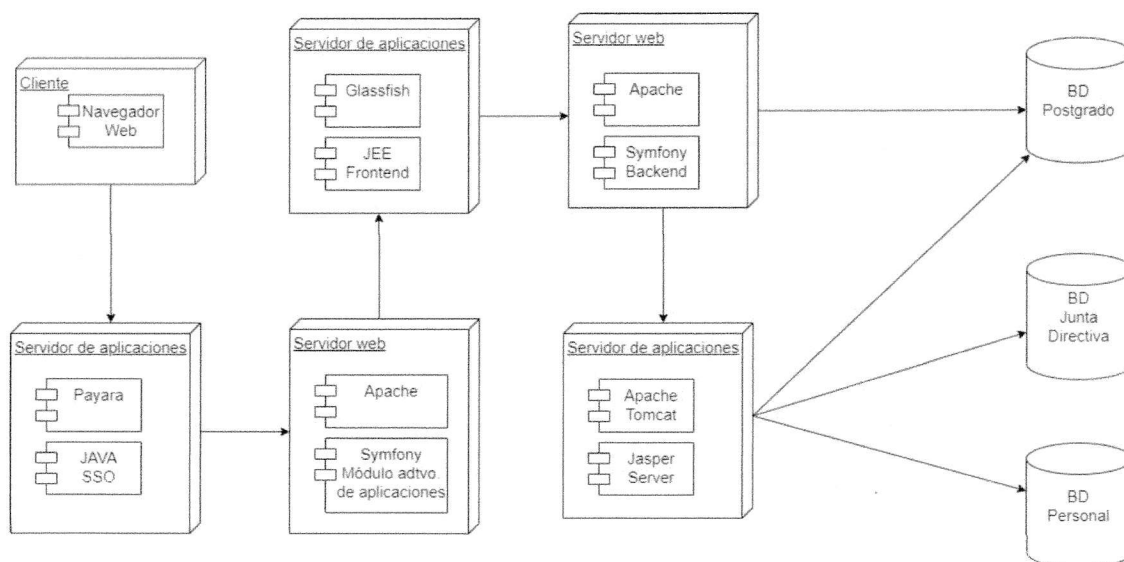 Cliente
Navegador
Web
Servidor de aplicaciones
Glassfish
JEE
Frontend
Servidor web
Apache
Symfony
Backend
BD
Postgrado
BD
Junta
Directiva
Servidor de aplicaciones
Payara
JAVA
SSO
Servidor web
Apache
Symfony
Módulo adtvo.
de aplicaciones
Servidor de aplicaciones
Apache
Tomcat
Jasper
Server
BD
Personal